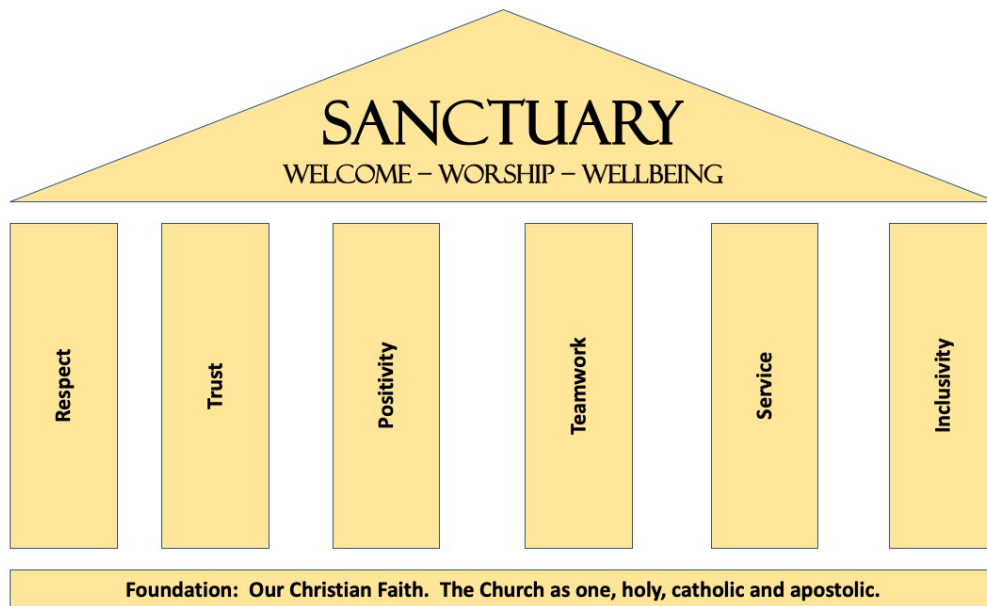 SANCTUARY
WELCOME – WORSHIP – WELLBEING
Respect
Trust
Positivity
Teamwork
Service
Inclusivity
Foundation:  Our Christian Faith.  The Church as one, holy, catholic and apostolic.